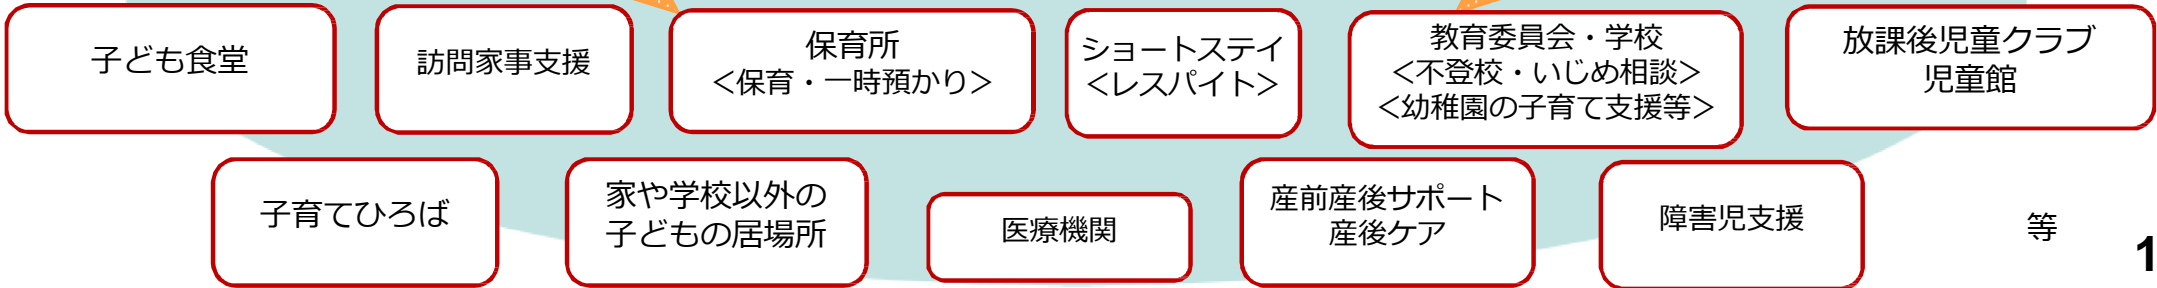 子ども食堂
訪問家事支援
保育所
<保育・一時預かり>
ショートステイ
<レスパイト>
教育委員会・学校
<不登校・いじめ相談>
<幼稚園の子育て支援等>
放課後児童クラブ
児童館
子育てひろば
家や学校以外の
子どもの居場所
医療機関
産前産後サポート
産後ケア
障害児支援
等
1